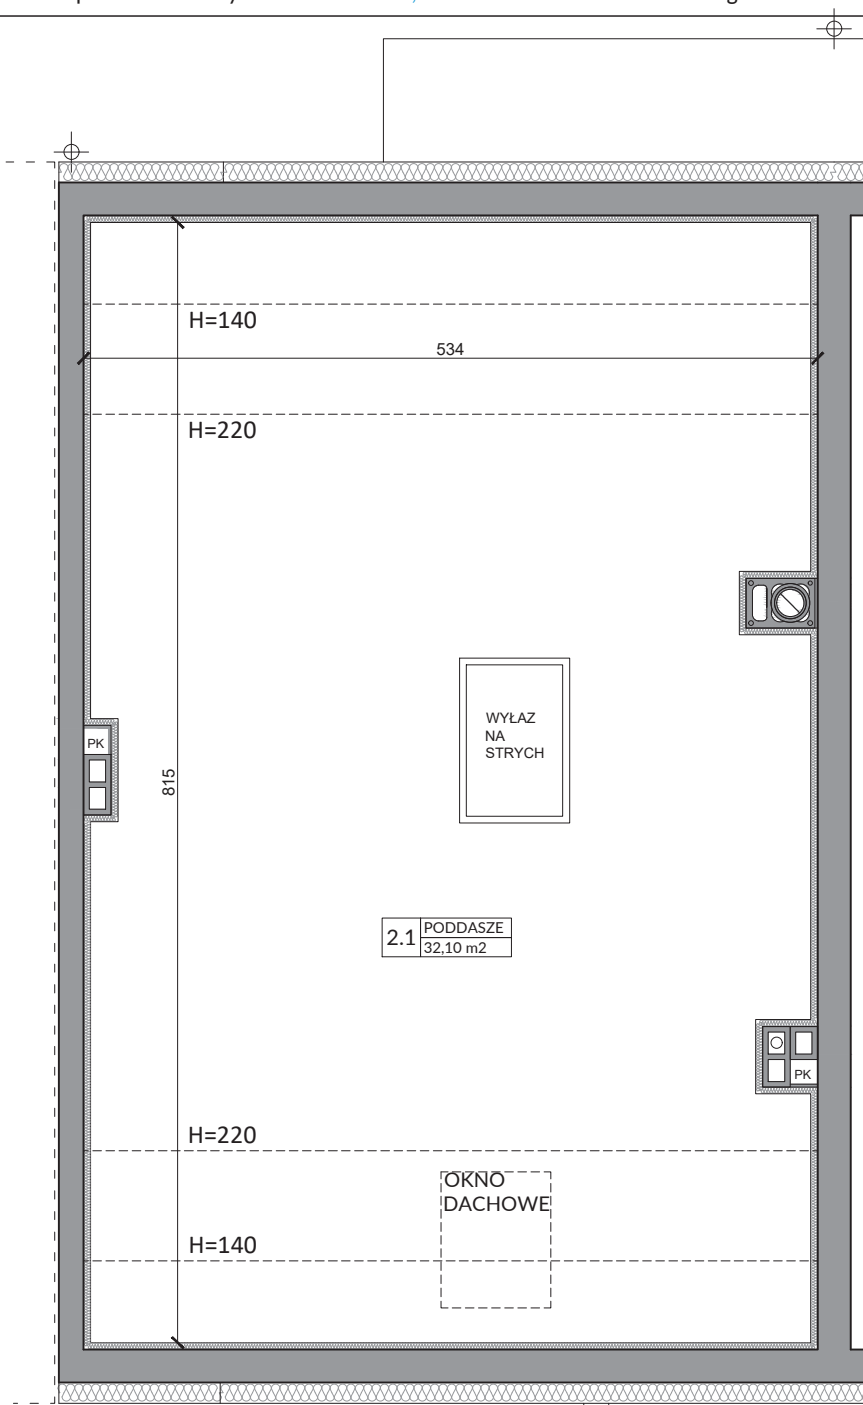 H=140
534
H=220
WYŁAZ
NA
STRYCH
PK
815
2.1
PODDASZE
32,10 m2
PK
H=220
OKNO
DACHOWE
H=140